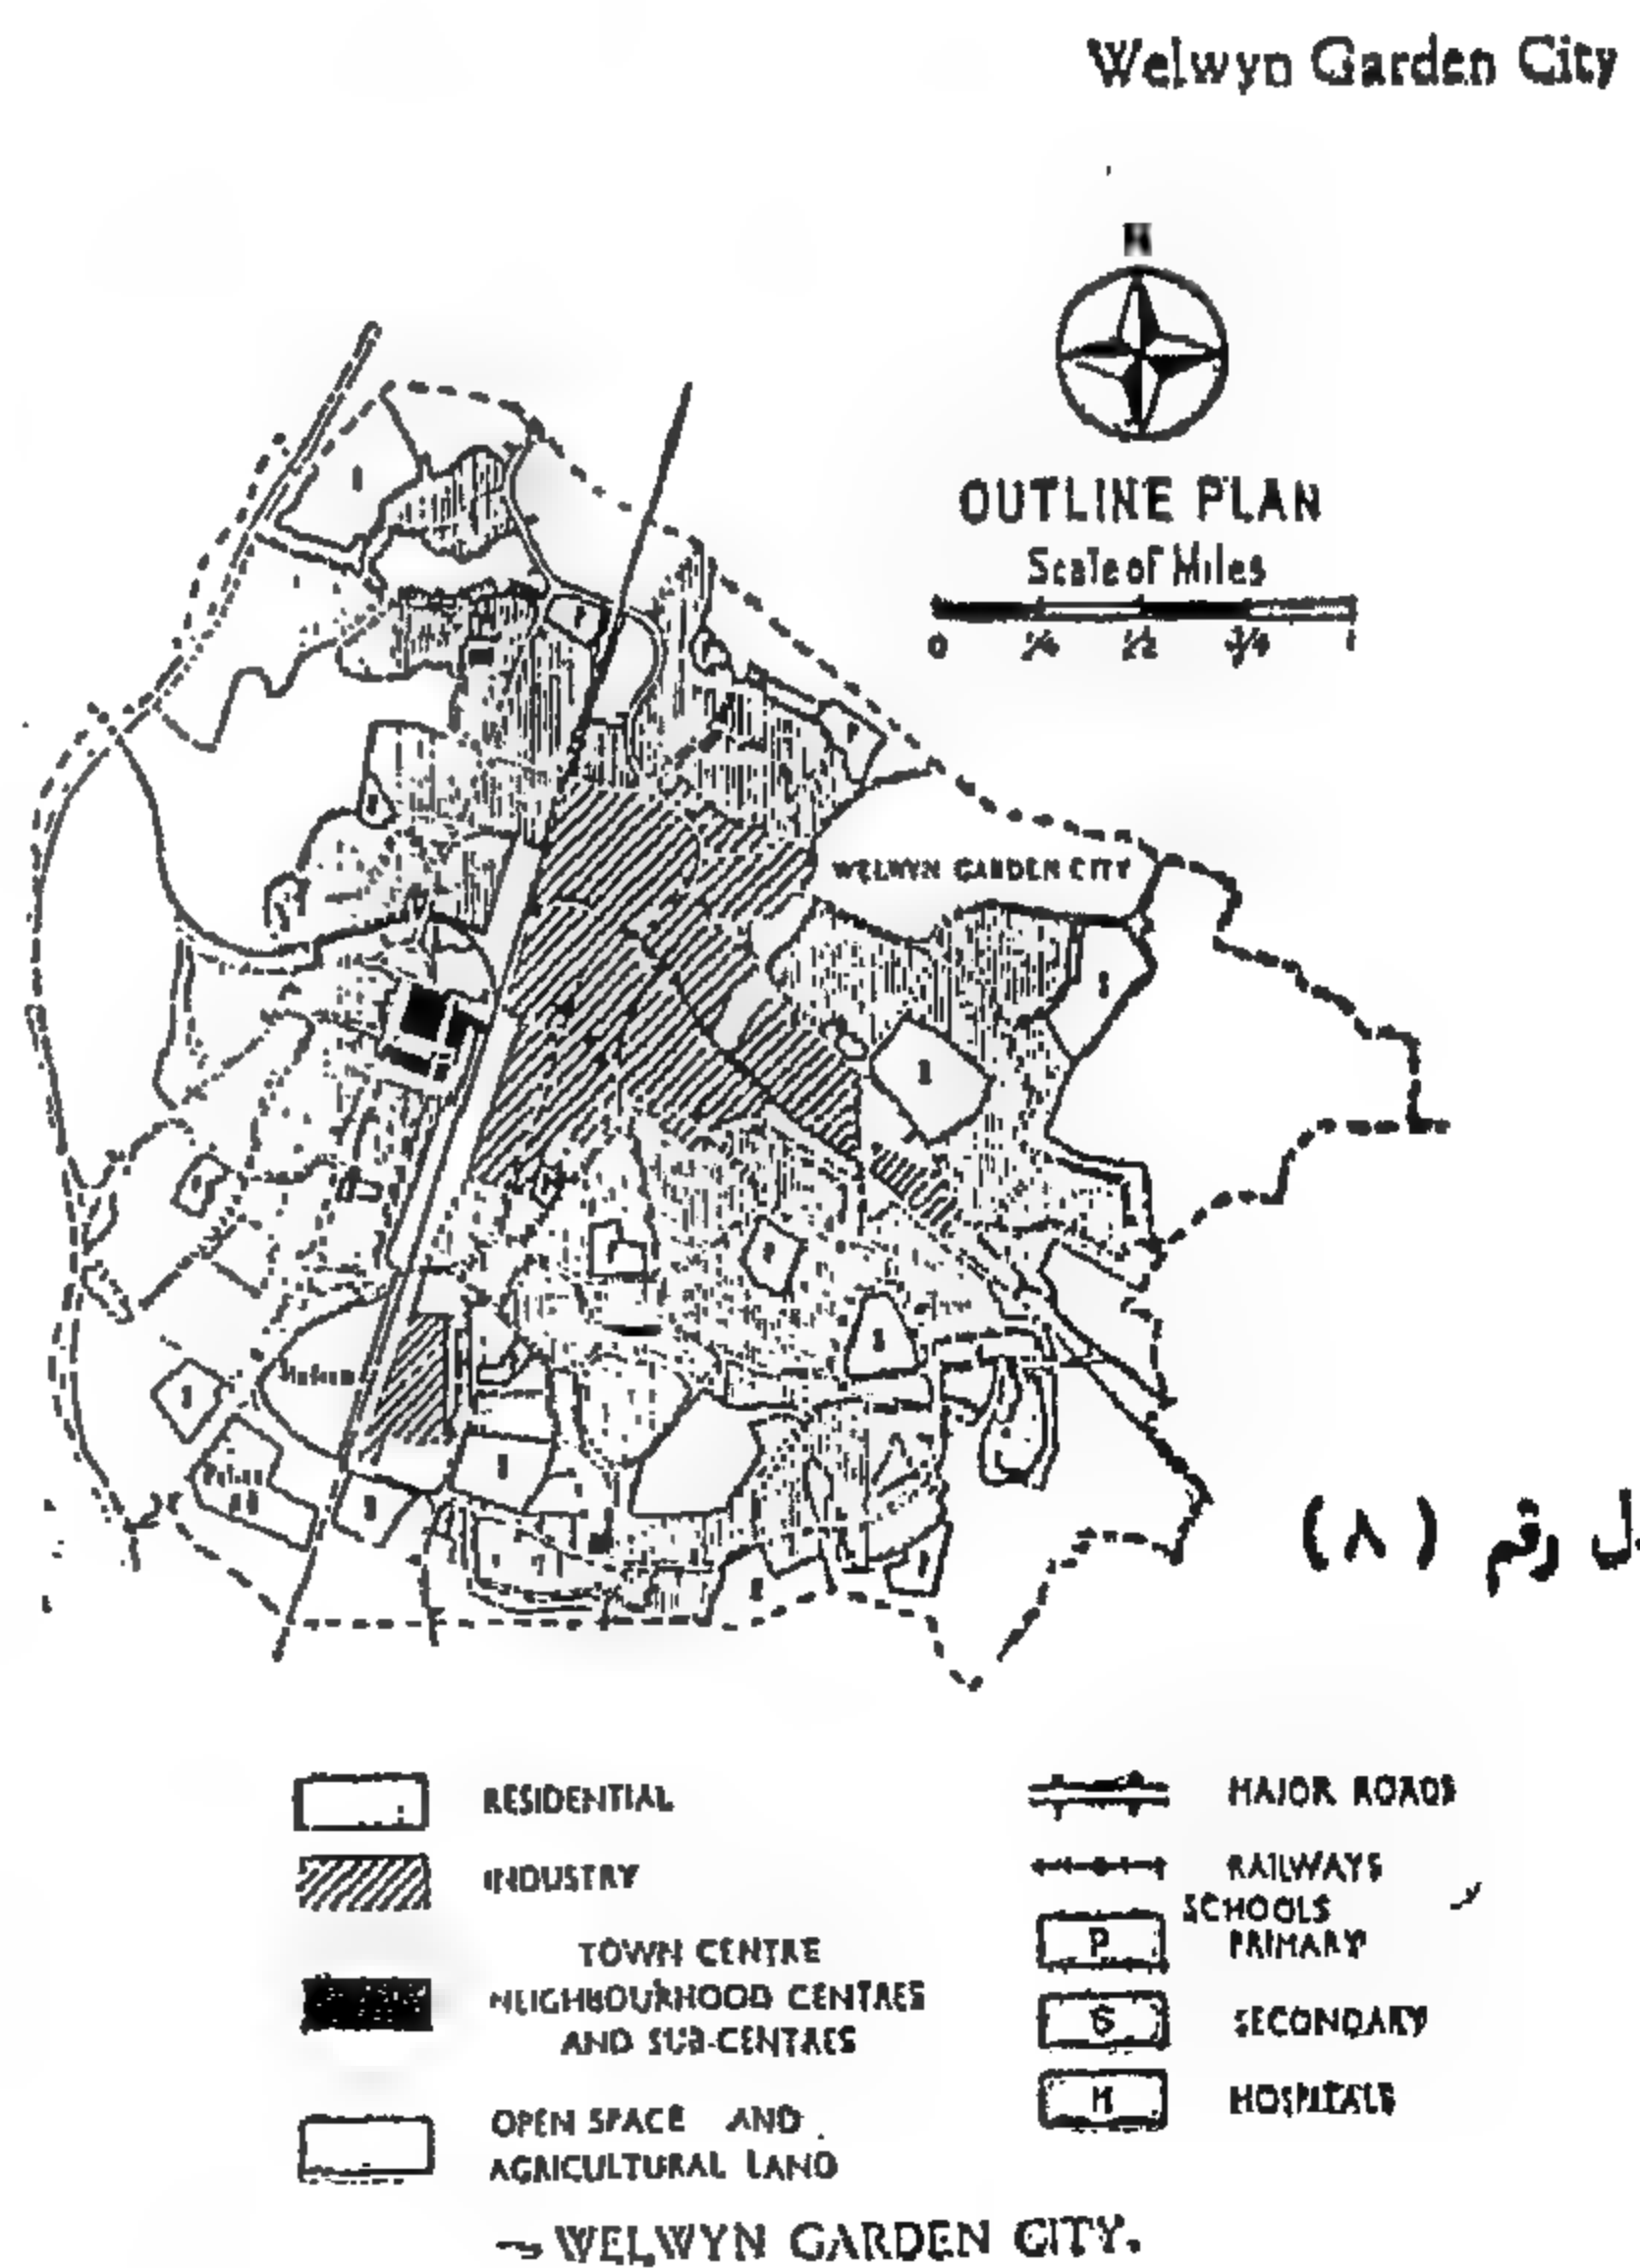 Welwyn Garden City
N
OUTLINE PLAN
Scale of Miles
0 1/4 1/2 3/4 1
WELWYN GARDEN CITY
ل رقم (٨)
RESIDENTIAL
INDUSTRY
TOWN CENTRE
NEIGHBOURHOOD CENTRES
AND SUB-CENTRES
OPEN SPACE AND
AGRICULTURAL LAND
MAJOR ROADS
RAILWAYS
SCHOOLS
P PRIMARY
S SECONDARY
H HOSPITALS
WELWYN GARDEN CITY.